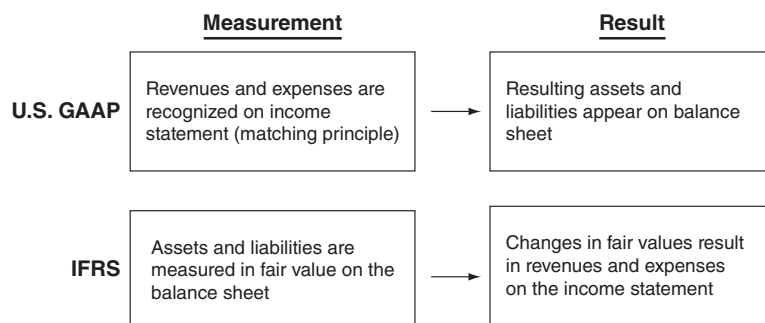 Measurement
Result
U.S. GAAP
Revenues and expenses are
recognized on income
statement (matching principle)
Resulting assets and
liabilities appear on balance
sheet
IFRS
Assets and liabilities are
measured in fair value on the
balance sheet
Changes in fair values result
in revenues and expenses
on the income statement